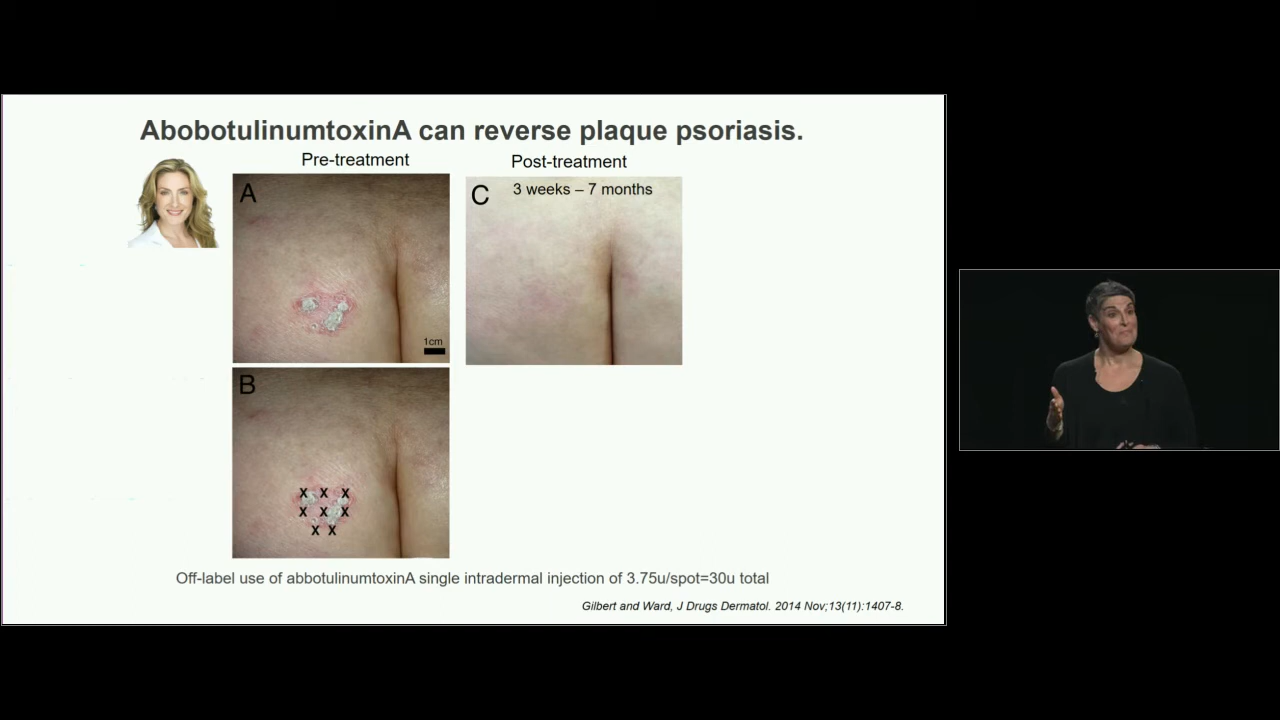 AbobotulinumtoxinA can reverse plaque psoriasis.
Pre-treatment
Post-treatment
A
1cm
C
3 weeks – 7 months
B
X X X
X X X
X X
Off-label use of abbotulinumtoxinA single intradermal injection of 3.75u/spot=30u total
Gilbert and Ward, J Drugs Dermatol. 2014 Nov;13(11):1407-8.